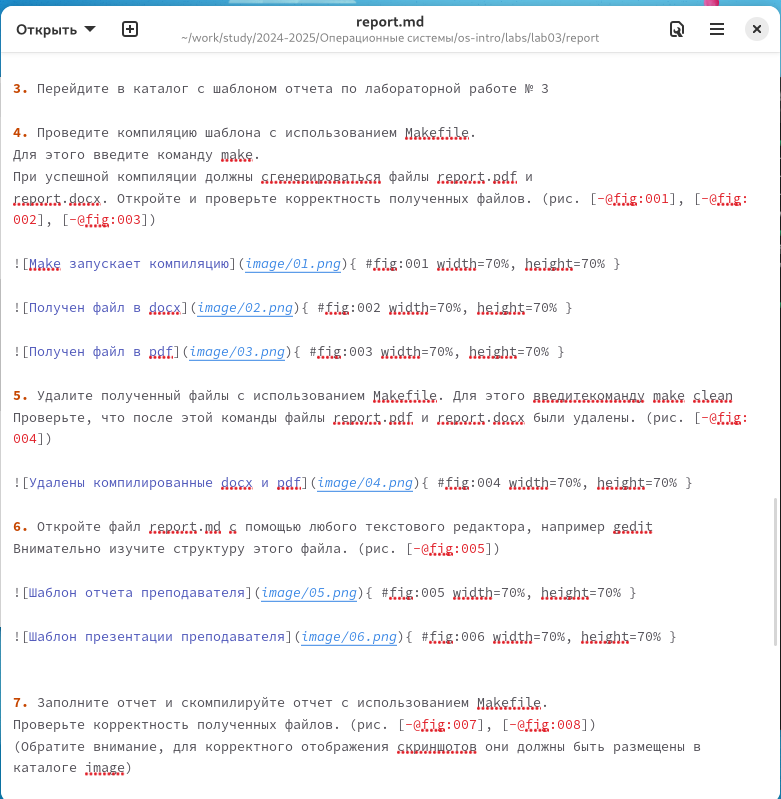 Открыть
report.md
~/work/study/2024-2025/Операционные системы/os-intro/labs/lab03/report
3. Перейдите в каталог с шаблоном отчета по лабораторной работе № 3
4. Проведите компиляцию шаблона с использованием Makefile.
Для этого введите команду make.
При успешной компиляции должны сгенерироваться файлы report.pdf и
report.docx. Откройте и проверьте корректность полученных файлов. (рис. [-@fig:001], [-@fig:
002], [-@fig:003])
![Make запускает компиляцию](image/01.png){ #fig:001 width=70%, height=70% }
![Получен файл в docx](image/02.png){ #fig:002 width=70%, height=70% }
![Получен файл в pdf](image/03.png){ #fig:003 width=70%, height=70% }
5. Удалите полученный файлы с использованием Makefile. Для этого введитекоманду make clean
Проверьте, что после этой команды файлы report.pdf и report.docx были удалены. (рис. [-@fig:
004])
![Удалены компилированные docx и pdf](image/04.png){ #fig:004 width=70%, height=70% }
6. Откройте файл report.md c помощью любого текстового редактора, например gedit
Внимательно изучите структуру этого файла. (рис. [-@fig:005])
![Шаблон отчета преподавателя](image/05.png){ #fig:005 width=70%, height=70% }
![Шаблон презентации преподавателя](image/06.png){ #fig:006 width=70%, height=70% }
7. Заполните отчет и скомпилируйте отчет с использованием Makefile.
Проверьте корректность полученных файлов. (рис. [-@fig:007], [-@fig:008])
(Обратите внимание, для корректного отображения скриншотов они должны быть размещены в
каталоге image)